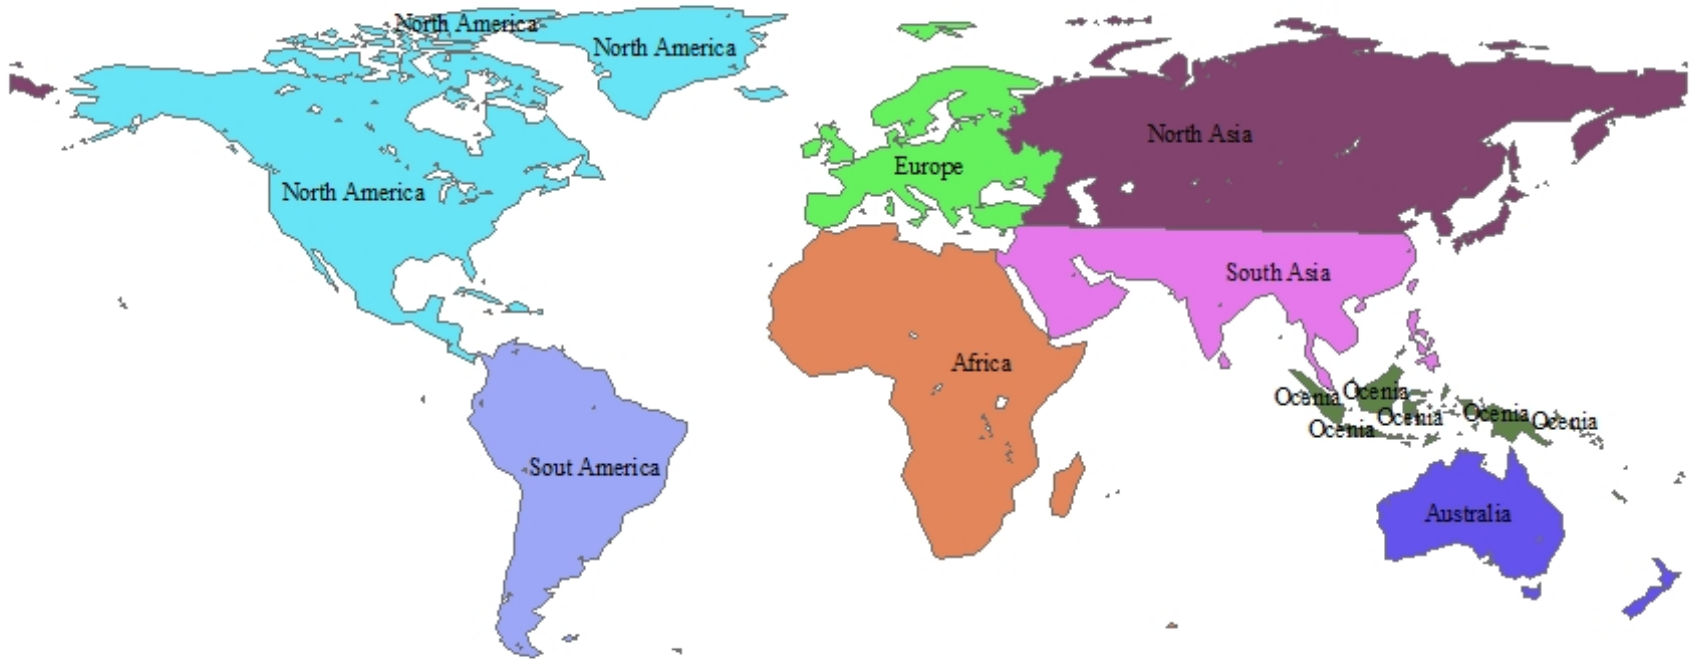 North America
North America
North Asia
Europe
North America
South Asia
Africa
Ocenia
Ocenia
Ocenia
Ocenia
Ocenia
Ocenia
Sout America
Australia